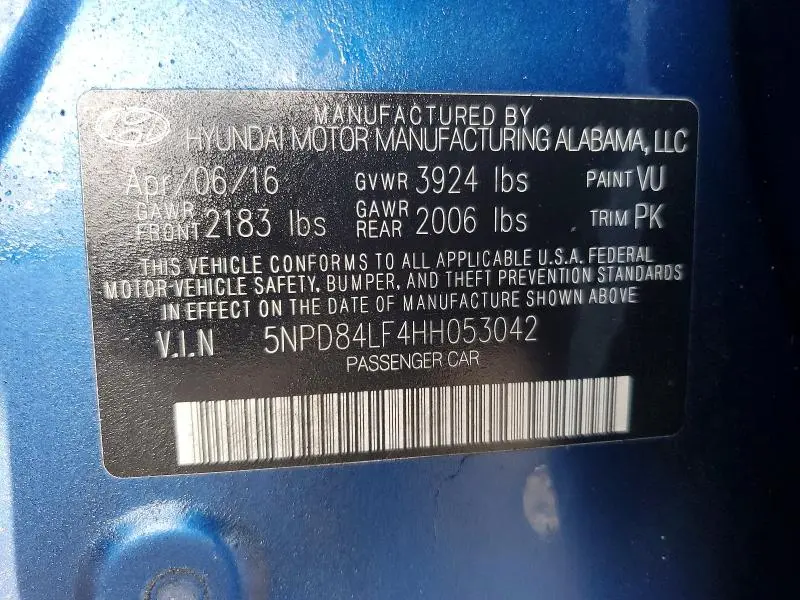 MANUFACTURED BY
HYUNDAI MOTOR MANUFACTURING ALABAMA, LLC
Apr/06/16 GVWR 3924 lbs PAINT VU
GAWR FRONT 2183 lbs GAWR REAR 2006 lbs TRIM PK
THIS VEHICLE CONFORMS TO ALL APPLICABLE U.S.A. FEDERAL
MOTOR-VEHICLE SAFETY, BUMPER, AND THEFT PREVENTION STANDARDS
IN EFFECT ON THE DATE OF MANUFACTURE SHOWN ABOVE
V.I.N 5NPD84LF4HH053042
PASSENGER CAR